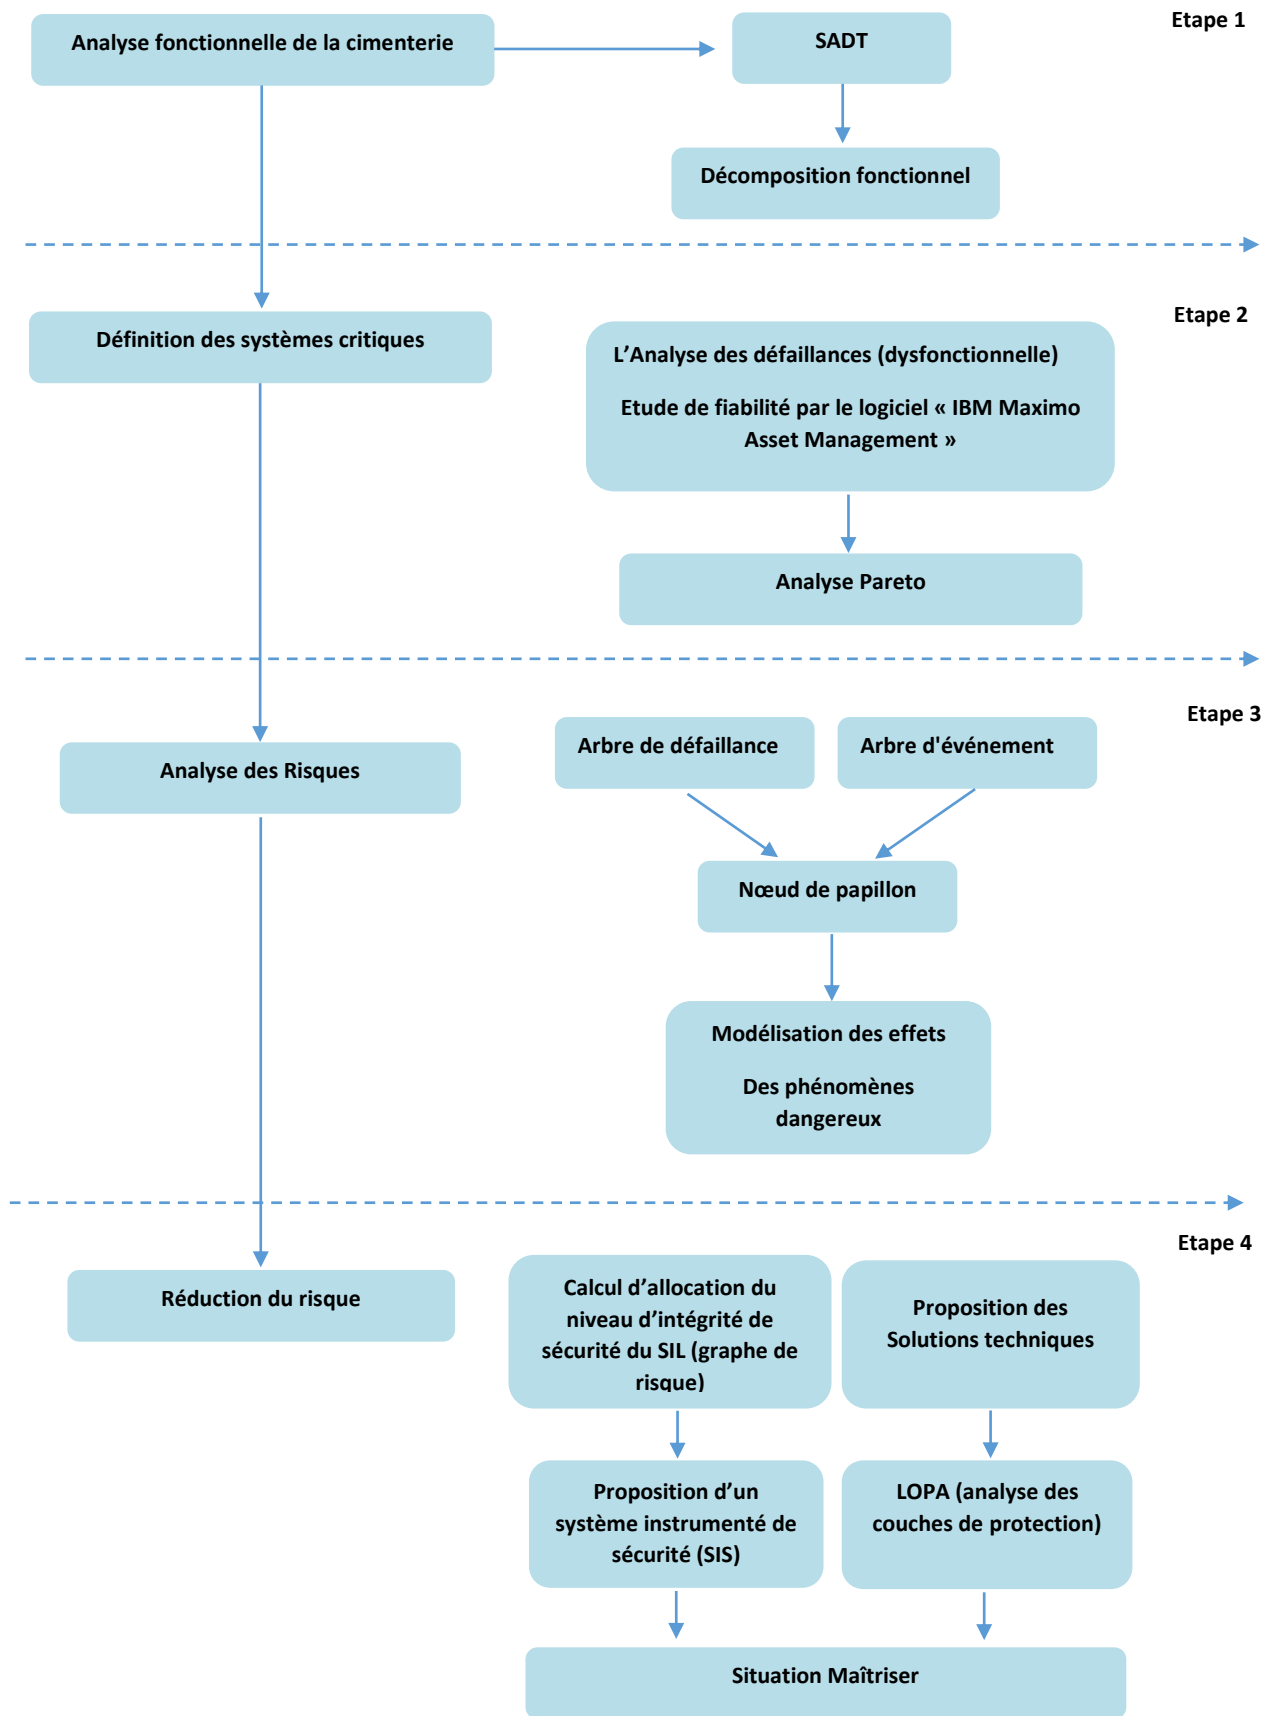 Etape 1
Analyse fonctionnelle de la cimenterie
SADT
Décomposition fonctionnel
Etape 2
Définition des systèmes critiques
L'Analyse des défaillances (dysfonctionnelle)
Etude de fiabilité par le logiciel « IBM Maximo
Asset Management »
Analyse Pareto
Etape 3
Analyse des Risques
Arbre de défaillance
Arbre d'événement
Nœud de papillon
Modélisation des effets
Des phénomènes
dangereux
Etape 4
Réduction du risque
Calcul d'allocation du
niveau d'intégrité de
sécurité du SIL (graphe de
risque)
Proposition des
Solutions techniques
Proposition d'un
système instrumenté de
sécurité (SIS)
LOPA (analyse des
couches de protection)
Situation Maîtriser